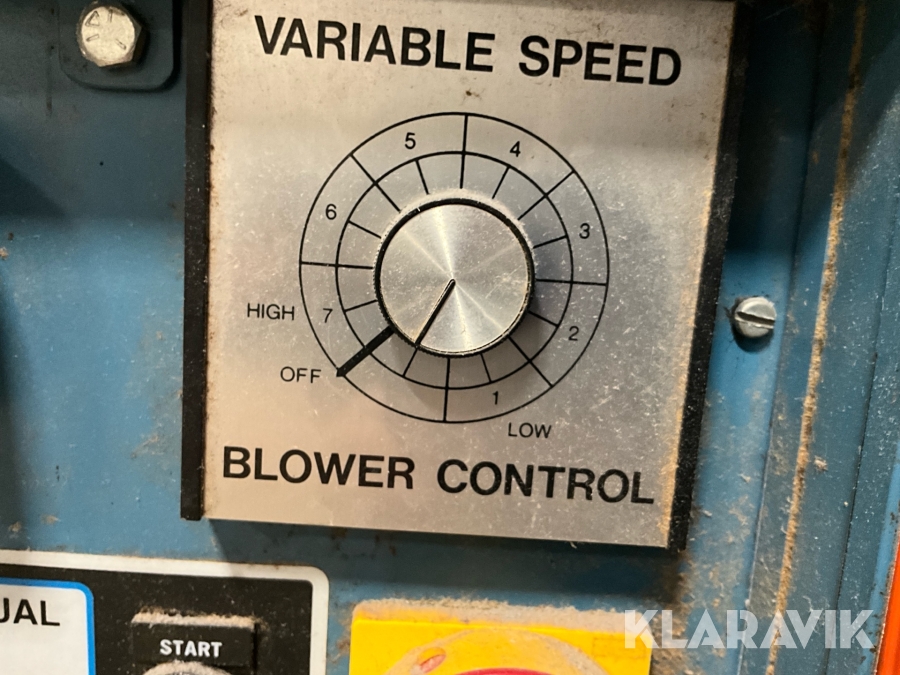 VARIABLE SPEED
5
4
6
3
HIGH
7
2
OFF
1
LOW
BLOWER CONTROL
UAL
START
KLARAVIK